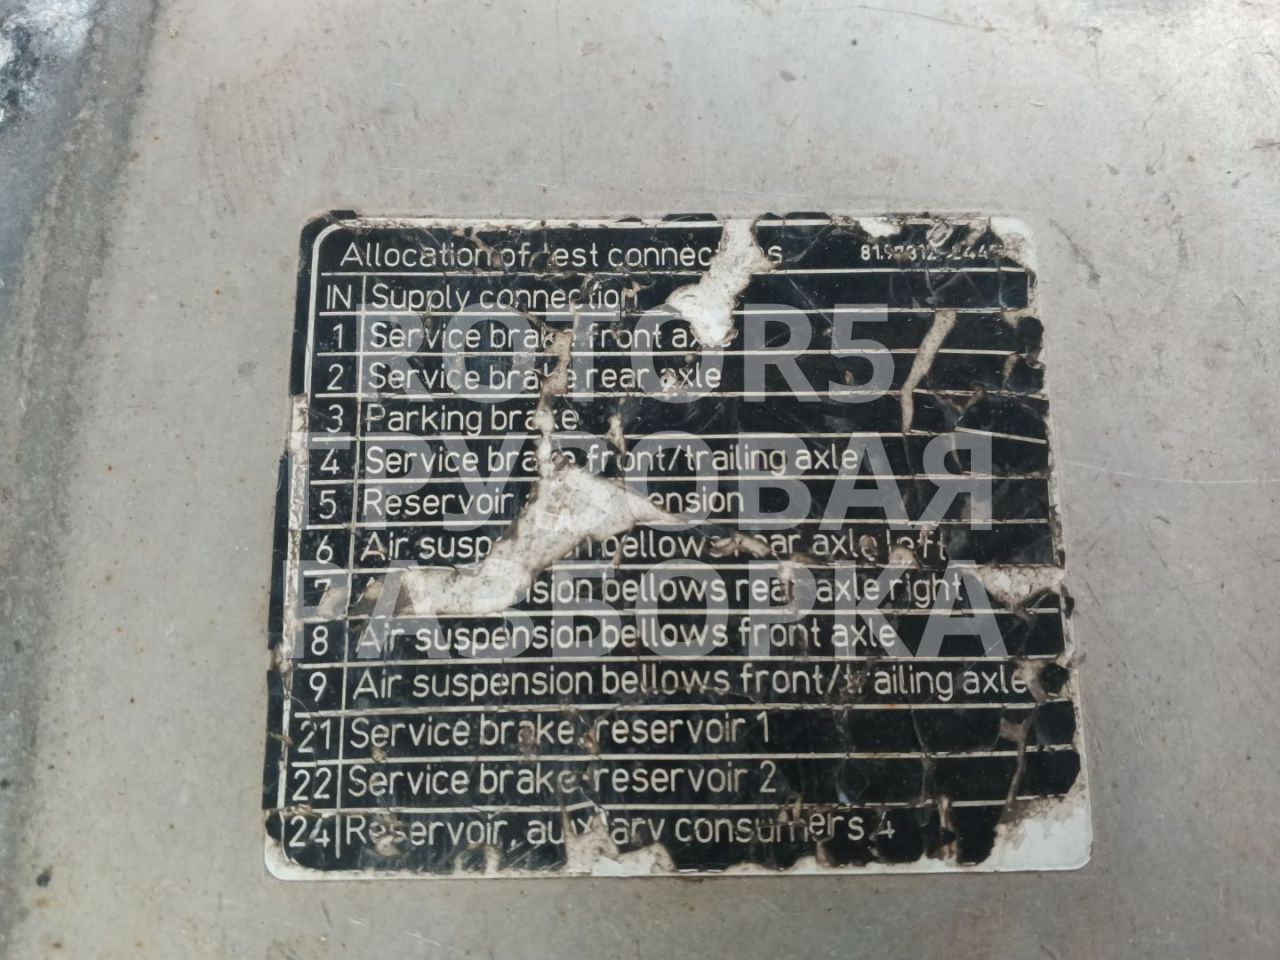 Allocation of test connections
IN Supply connection
1 Service brake front axle
2 Service brake rear axle
3 Parking brake
4 Service brake front/trailing axle
5 Reservoir
6 Air suspension bellows rear axle left
7 suspension bellows rear axle right
8 Air suspension bellows front axle
9 Air suspension bellows front/trailing axle
21 Service brake, reservoir 1
22 Service brake, reservoir 2
24 Reservoir, auxiliary consumers 4
ROTOR5
ГРУЗОВАЯ
РАЗБОРКА